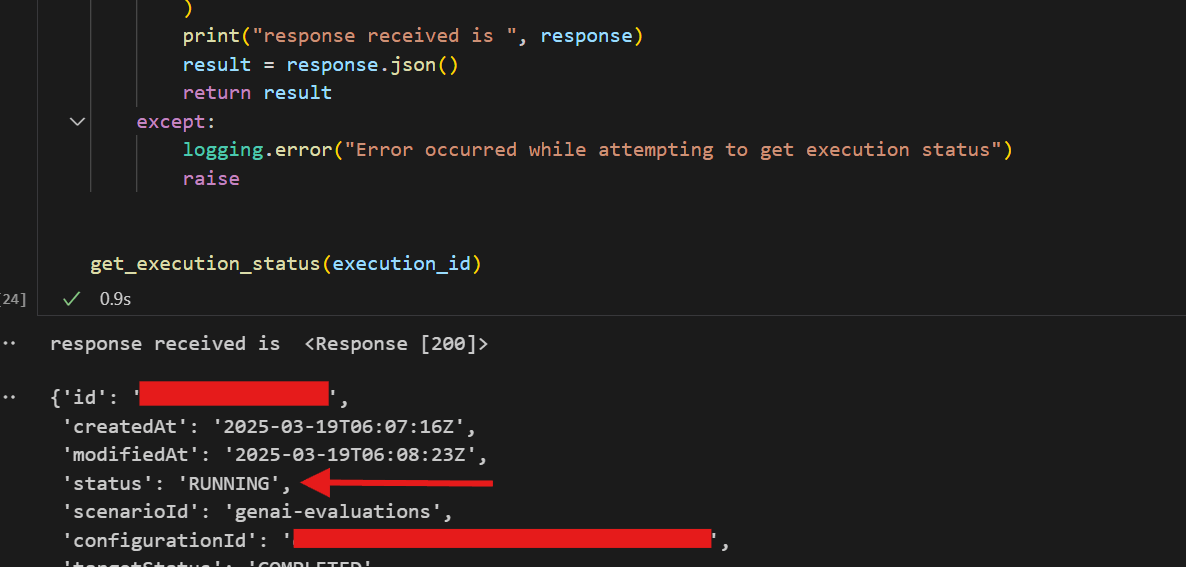 )
print("response received is ", response)
result = response.json()
return result
except:
logging.error("Error occurred while attempting to get execution status")
raise
get_execution_status(execution_id)
[24]
0.9s
response received is  <Response [200]>
{'id': '',
'createdAt': '2025-03-19T06:07:16Z',
'modifiedAt': '2025-03-19T06:08:23Z',
'status': 'RUNNING',
'scenarioId': 'genai-evaluations',
'configurationId': '',
'targetStatus': 'COMPLETED'